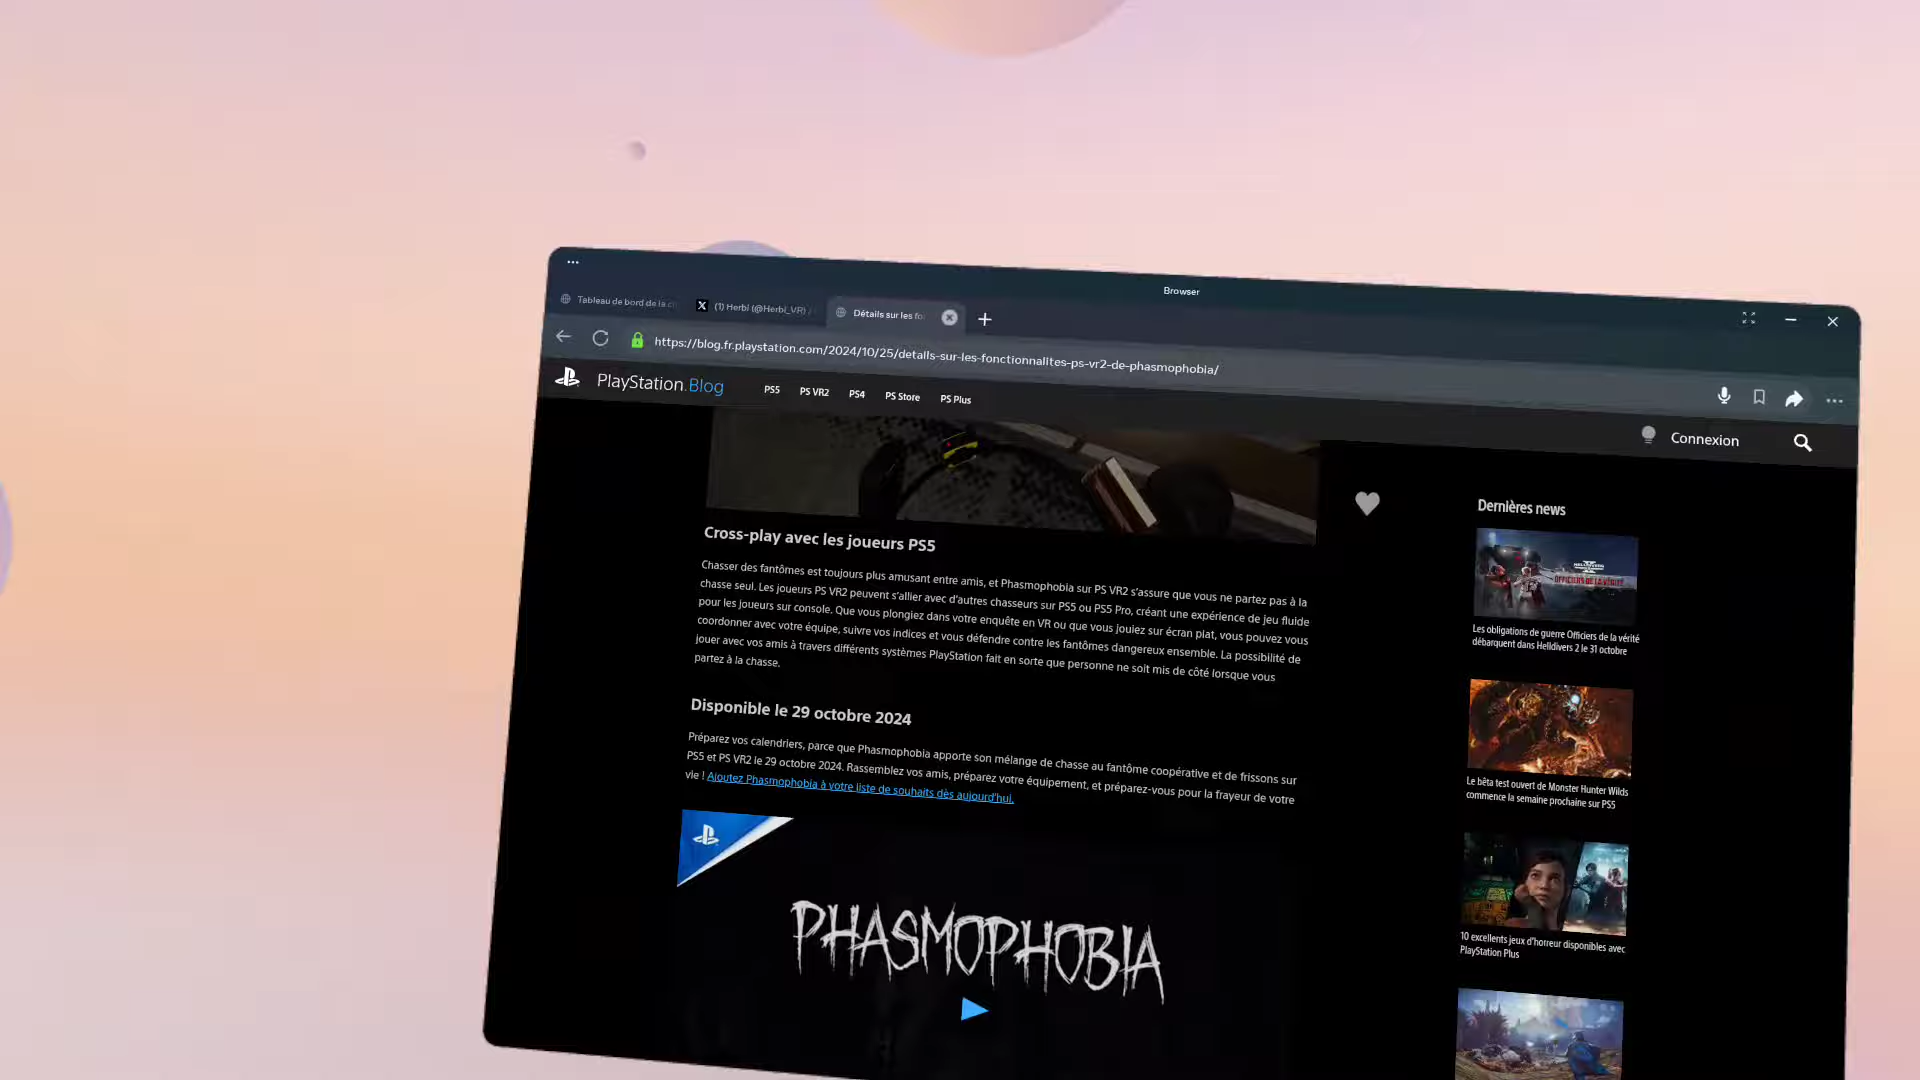 Browser
Tableau de bord de la
(1) Herbi (@Herbi_VR) /
Détails sur les fo
https://blog.fr.playstation.com/2024/10/25/details-sur-les-fonctionnalites-ps-vr2-de-phasmophobia/
PlayStation.Blog
PS5
PS VR2
PS4
PS Store
PS Plus
Connexion
Cross-play avec les joueurs PS5
Chasser des fantômes est toujours plus amusant entre amis, et Phasmophobia sur PS VR2 s'assure que vous ne partez pas à la
chasse seul. Les joueurs PS VR2 peuvent s'allier avec d'autres chasseurs sur PS5 ou PS5 Pro, créant une expérience de jeu fluide
pour les joueurs sur console. Que vous plongiez dans votre enquête en VR ou que vous jouiez sur écran plat, vous pouvez vous
coordonner avec votre équipe, suivre vos indices et vous défendre contre les fantômes dangereux ensemble. La possibilité de
jouer avec vos amis à travers différents systèmes PlayStation fait en sorte que personne ne soit mis de côté lorsque vous
partez à la chasse.
Disponible le 29 octobre 2024
Préparez vos calendriers, parce que Phasmophobia apporte son mélange de chasse au fantôme coopérative et de frissons sur
PS5 et PS VR2 le 29 octobre 2024. Rassemblez vos amis, préparez votre équipement, et préparez-vous pour la frayeur de votre
vie ! Ajoutez Phasmophobia à votre liste de souhaits dès aujourd'hui.
PHASMOPHOBIA
Dernières news
OFFICIERS DE LA VÉRITÉ
Les obligations de guerre Officiers de la vérité
débarquent dans Helldivers 2 le 31 octobre
Le bêta test ouvert de Monster Hunter Wilds
commence la semaine prochaine sur PS5
10 excellents jeux d'horreur disponibles avec
PlayStation Plus